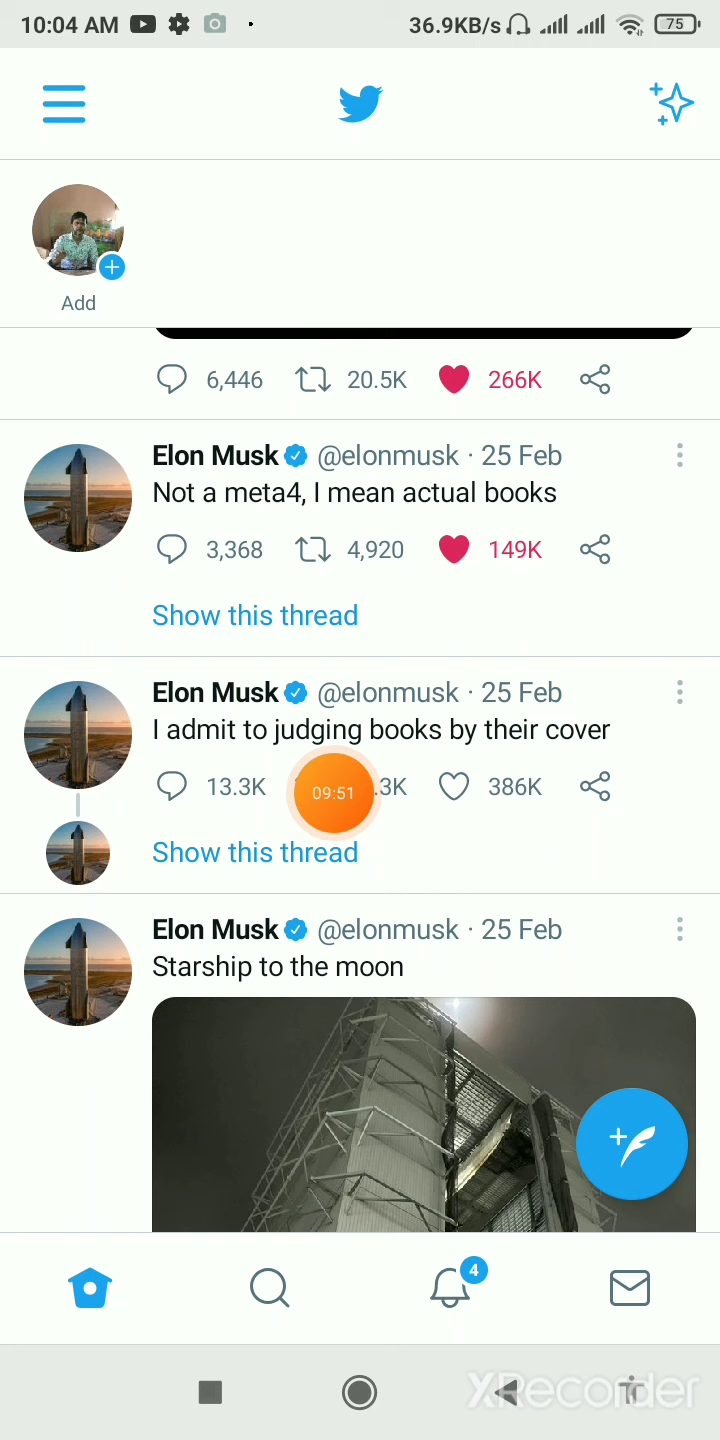 10:04 AM 36.9KB/s 75
Add
6,446 20.5K 266K
Elon Musk @elonmusk · 25 Feb
Not a meta4, I mean actual books
3,368 4,920 149K
Show this thread
Elon Musk @elonmusk · 25 Feb
I admit to judging books by their cover
13.3K 09:51 .3K 386K
Show this thread
Elon Musk @elonmusk · 25 Feb
Starship to the moon
4
XRecorder